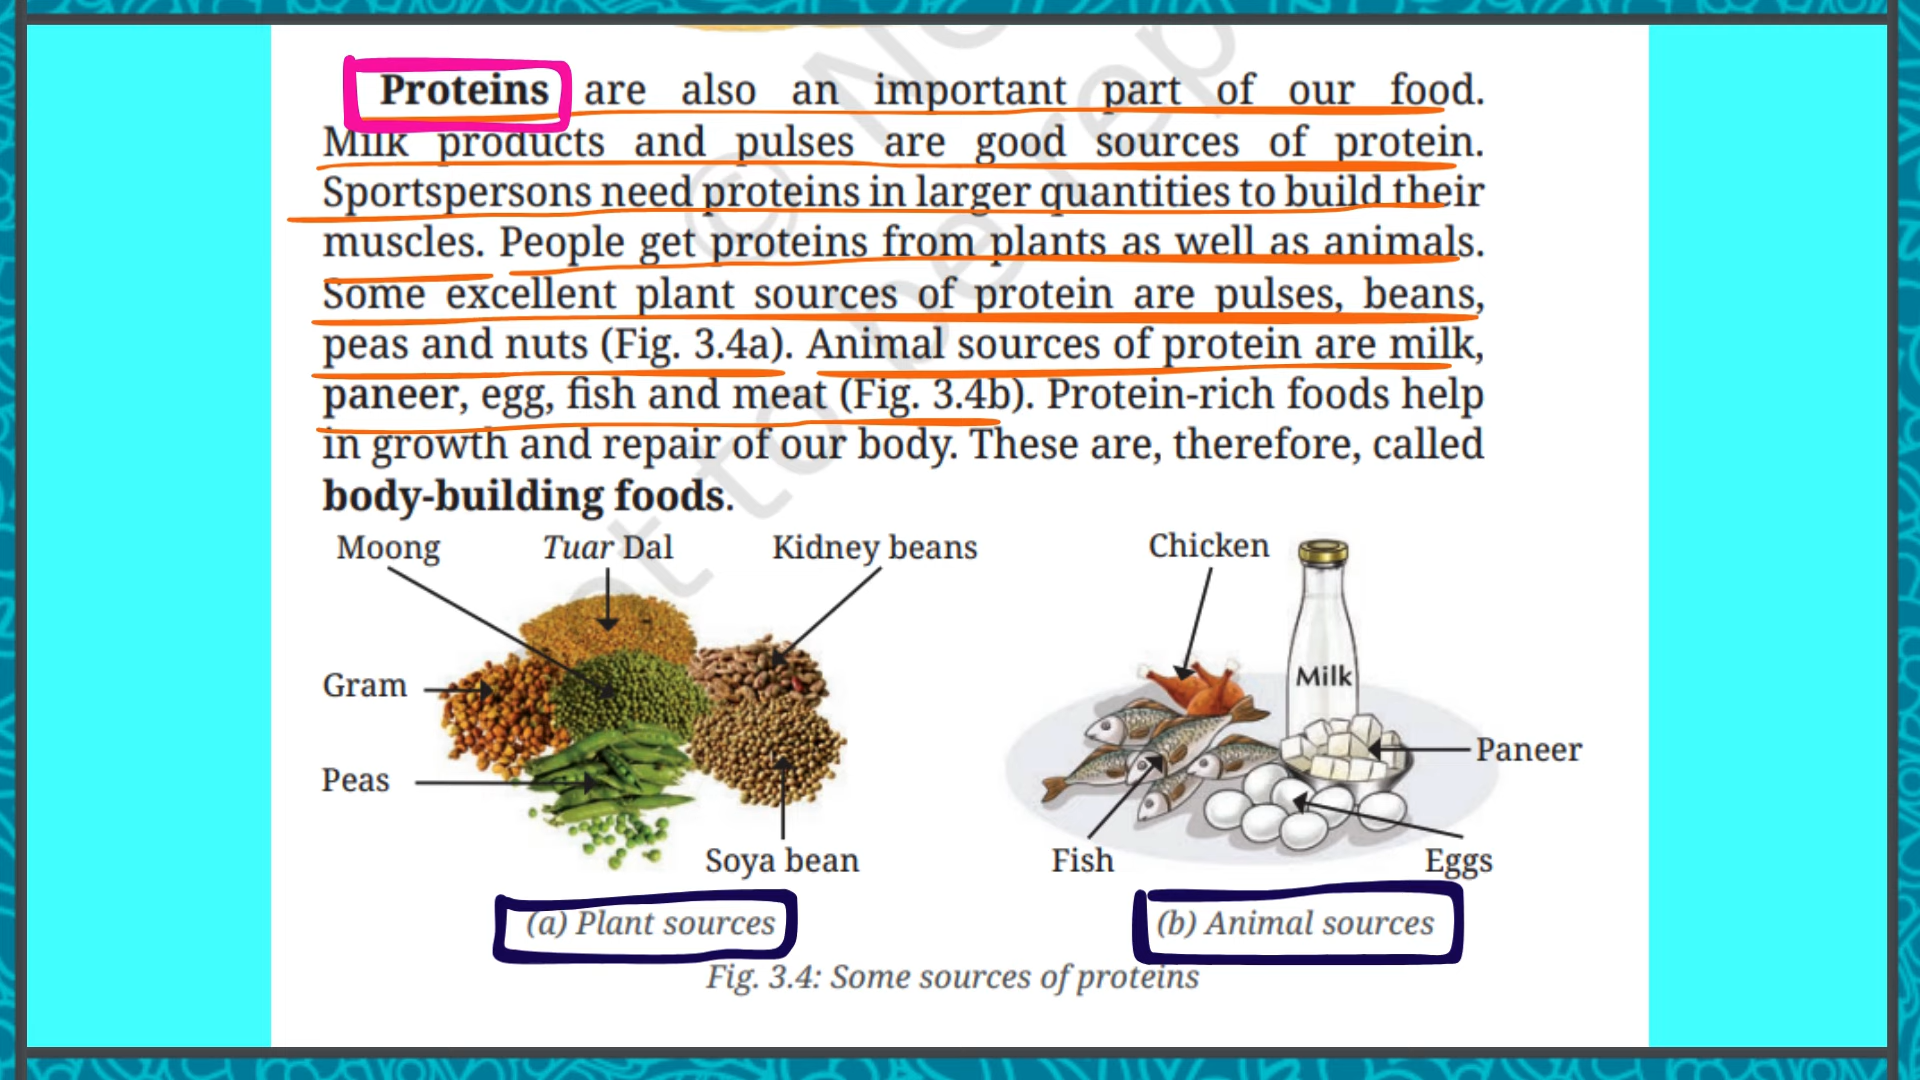 Proteins are also an important part of our food.
Milk products and pulses are good sources of protein.
Sportspersons need proteins in larger quantities to build their
muscles. People get proteins from plants as well as animals.
Some excellent plant sources of protein are pulses, beans,
peas and nuts (Fig. 3.4a). Animal sources of protein are milk,
paneer, egg, fish and meat (Fig. 3.4b). Protein-rich foods help
in growth and repair of our body. These are, therefore, called
body-building foods.
Moong
Tuar Dal
Kidney beans
Gram
Peas
Soya bean
(a) Plant sources
Chicken
Milk
Paneer
Fish
Eggs
(b) Animal sources
Fig. 3.4: Some sources of proteins